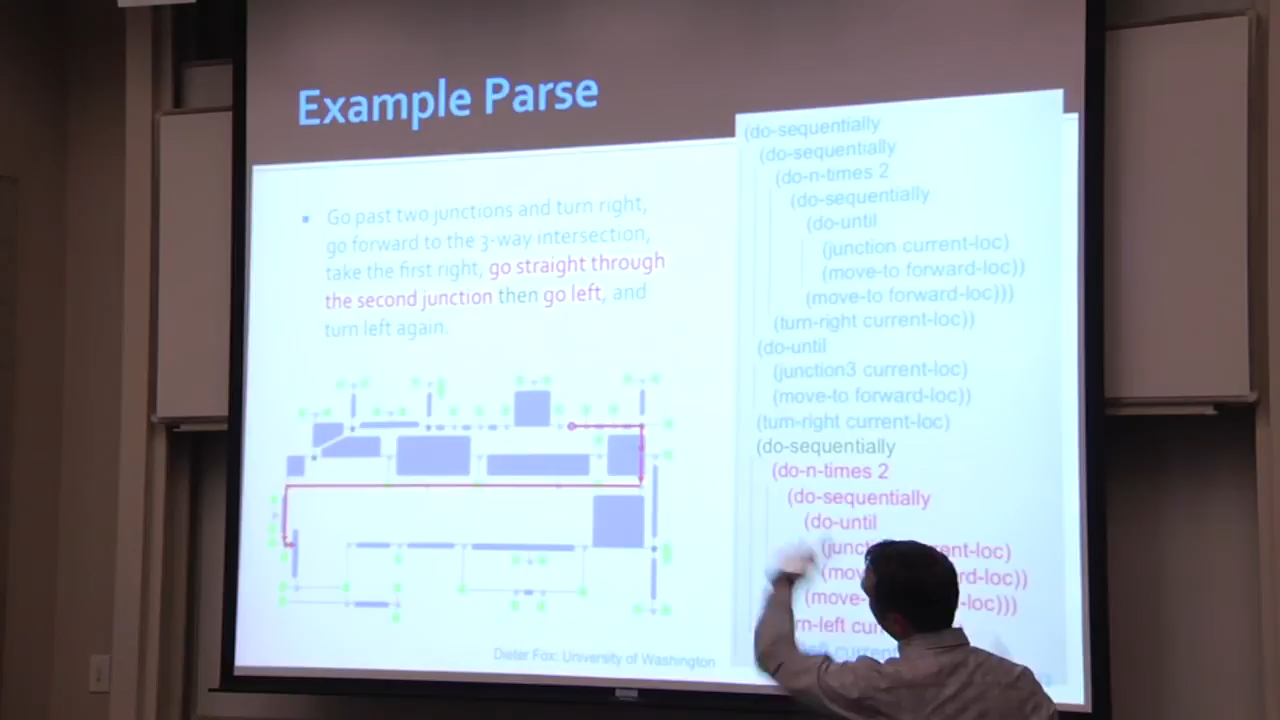 Example Parse
Go past two junctions and turn right,
go forward to the 3-way intersection,
take the first right, go straight through
the second junction then go left, and
turn left again.
(do-sequentially
(do-sequentially
(do-n-times 2
(do-sequentially
(do-until
(junction current-loc)
(move-to forward-loc))
(move-to forward-loc)))
(turn-right current-loc))
(do-until
(junction3 current-loc)
(move-to forward-loc))
(turn-right current-loc)
(do-sequentially
(do-n-times 2
(do-sequentially
(do-until
Dieter Fox: University of Washington